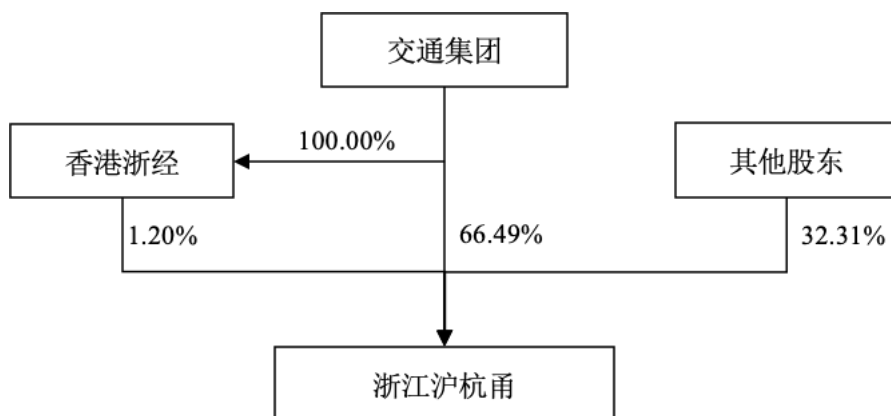 交通集团
100.00%
香港浙经
其他股东
1.20%
66.49%
32.31%
浙江沪杭甬